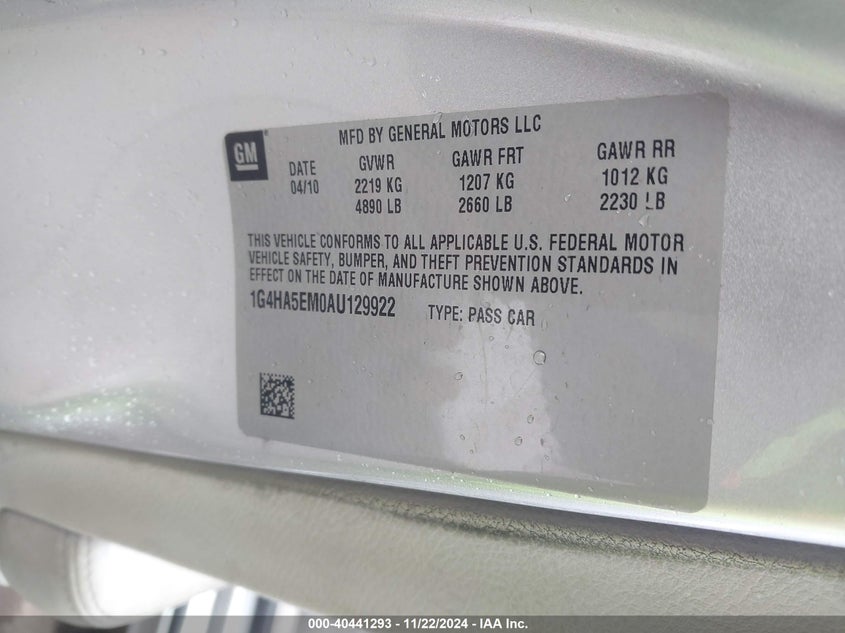 GM
MFD BY GENERAL MOTORS LLC
DATE GVWR GAWR FRT GAWR RR
04/10 2219 KG 1207 KG 1012 KG
4890 LB 2660 LB 2230 LB
THIS VEHICLE CONFORMS TO ALL APPLICABLE U.S. FEDERAL MOTOR
VEHICLE SAFETY, BUMPER, AND THEFT PREVENTION STANDARDS IN
EFFECT ON THE DATE OF MANUFACTURE SHOWN ABOVE.
1G4HA5EM0AU129922 TYPE: PASS CAR
000-40441293 - 11/22/2024 - IAA Inc.